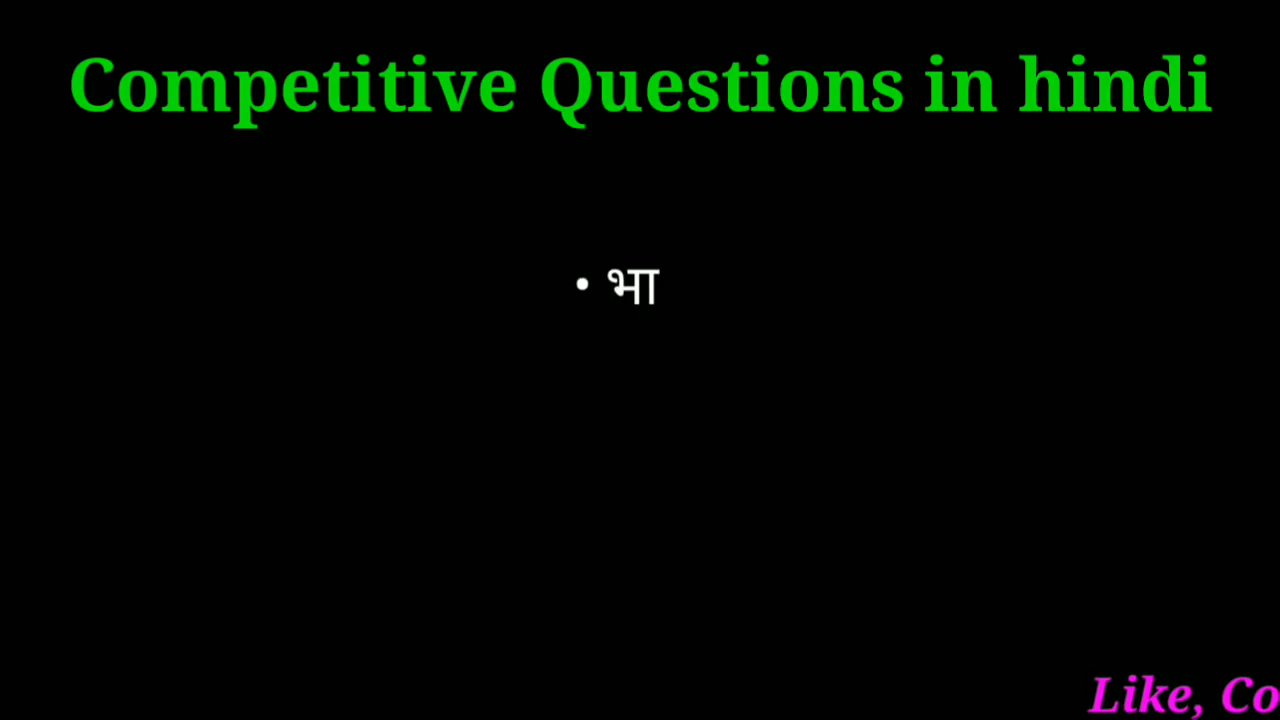 Competitive Questions in hindi
• भा
Like, Co